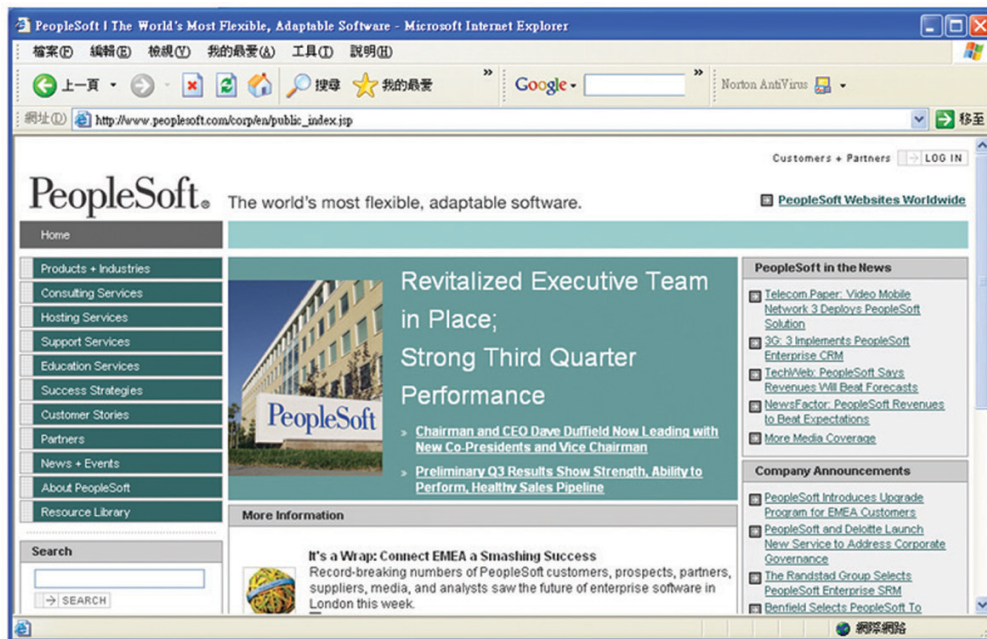 PeopleSoft | The World's Most Flexible, Adaptable Software - Microsoft Internet Explorer
檔案(F) 編輯(E) 檢視(V) 我的最愛(A) 工具(T) 說明(H)
上一頁 搜尋 我的最愛 » Google » Norton AntiVirus
網址(D) http://www.peoplesoft.com/corp/en/public_index.jsp 移至
Customers + Partners LOG IN
PeopleSoft® The world's most flexible, adaptable software.
PeopleSoft Websites Worldwide
Home
Products + Industries
Consulting Services
Hosting Services
Support Services
Education Services
Success Strategies
Customer Stories
Partners
News + Events
About PeopleSoft
Resource Library
Search
SEARCH
PeopleSoft
Revitalized Executive Team
in Place;
Strong Third Quarter
Performance
» Chairman and CEO Dave Duffield Now Leading with
New Co-Presidents and Vice Chairman
» Preliminary Q3 Results Show Strength, Ability to
Perform, Healthy Sales Pipeline
More Information
It's a Wrap: Connect EMEA a Smashing Success
Record-breaking numbers of PeopleSoft customers, prospects, partners,
suppliers, media, and analysts saw the future of enterprise software in
London this week.
PeopleSoft in the News
Telecom Paper: Video Mobile
Network 3 Deploys PeopleSoft
Solution
3G: 3 Implements PeopleSoft
Enterprise CRM
TechWeb: PeopleSoft Says
Revenues Will Beat Forecasts
NewsFactor: PeopleSoft Revenues
to Beat Expectations
More Media Coverage
Company Announcements
PeopleSoft Introduces Upgrade
Program for EMEA Customers
PeopleSoft and Deloitte Launch
New Service to Address Corporate
Governance
The Randstad Group Selects
PeopleSoft Enterprise SRM
Benfield Selects PeopleSoft To
網際網路